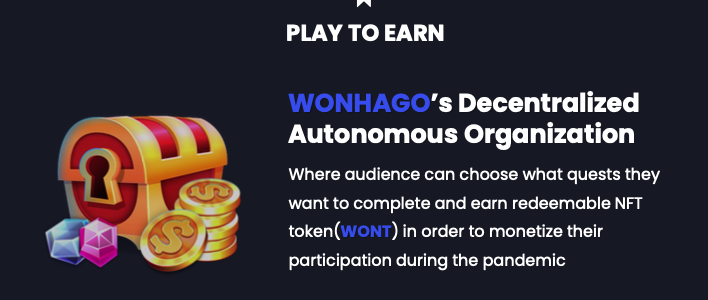 PLAY TO EARN
WONHAGO's Decentralized
Autonomous Organization
Where audience can choose what quests they
want to complete and earn redeemable NFT
token(WONT) in order to monetize their
participation during the pandemic